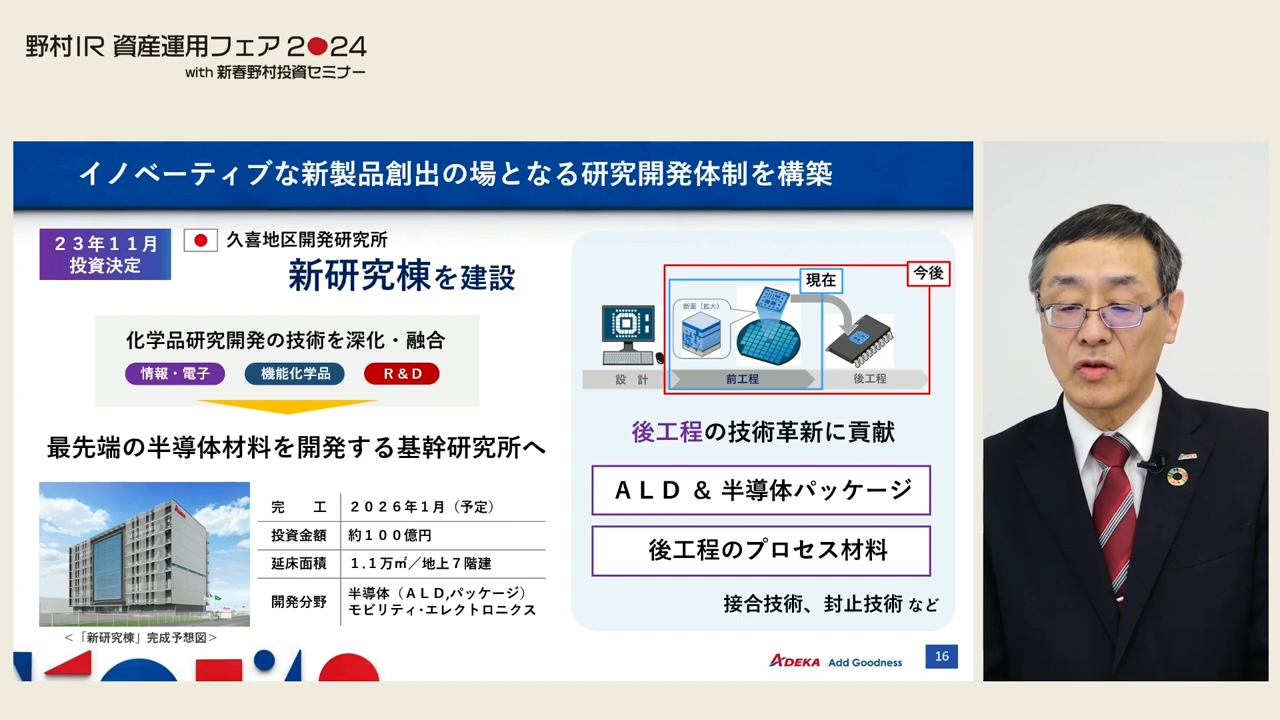 野村IR 資産運用フェア 2024
with 新春野村投資セミナー
イノベーティブな新製品創出の場となる研究開発体制を構築
２３年１１月
投資決定
久喜地区開発研究所
新研究棟を建設
化学品研究開発の技術を深化・融合
情報・電子 機能化学品 R＆D
最先端の半導体材料を開発する基幹研究所へ
完　工 ２０２６年１月（予定）
投資金額 約１００億円
延床面積 １.１万㎡／地上７階建
開発分野 半導体（ＡＬＤ,パッケージ）
モビリティ・エレクトロニクス
＜「新研究棟」完成予想図＞
今後
現在
断面（拡大）
設　計 前工程 後工程
後工程の技術革新に貢献
ＡＬＤ ＆ 半導体パッケージ
後工程のプロセス材料
接合技術、封止技術 など
ADEKA Add Goodness
16
ADEKA